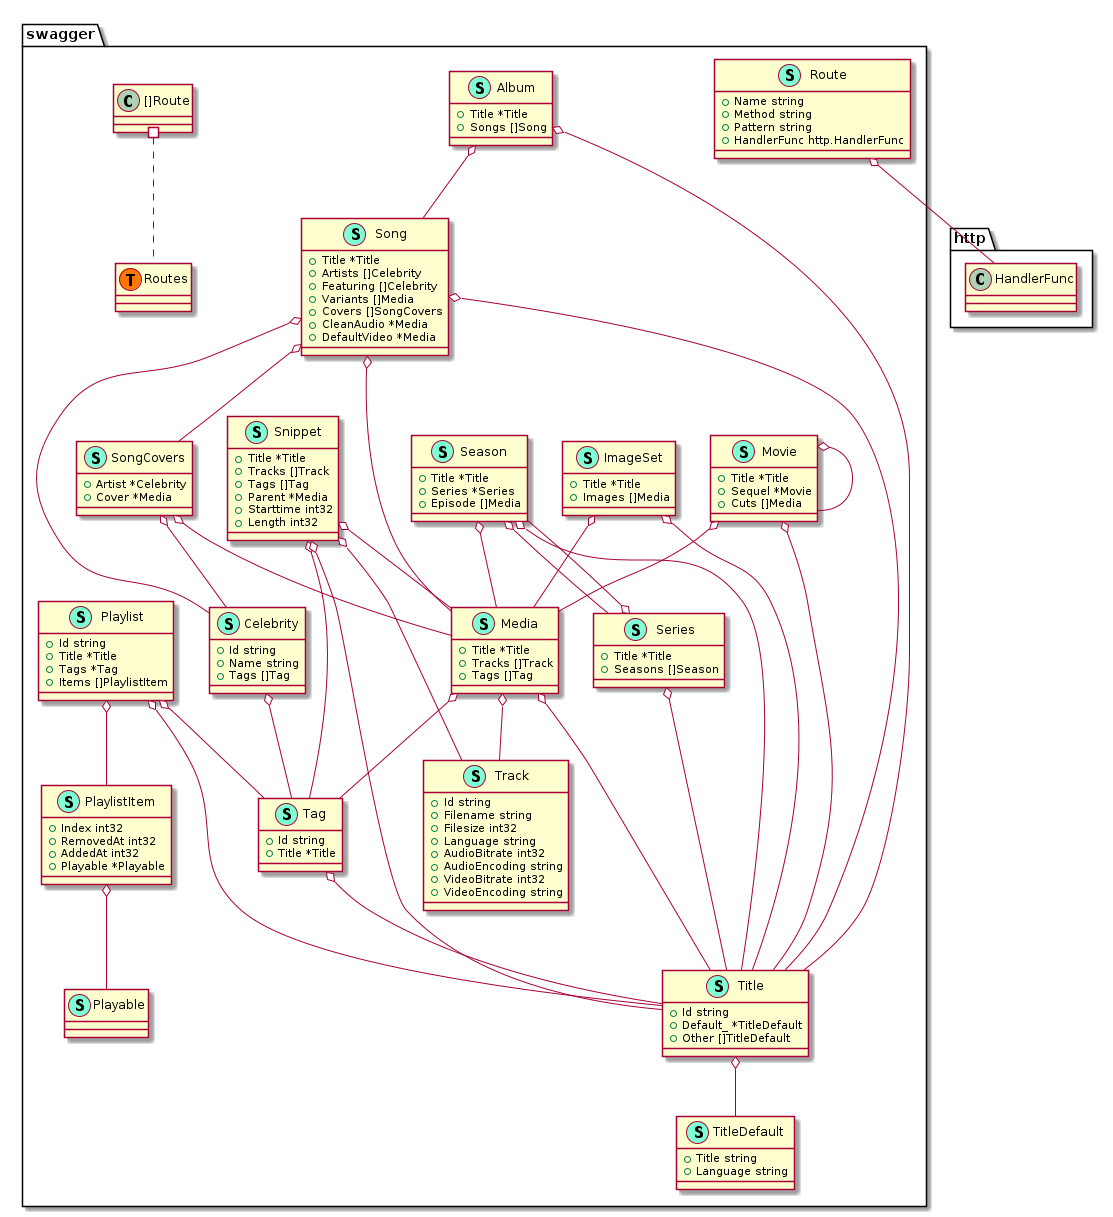 swagger
C []Route
S Album
Title *Title
Songs []Song
S Route
Name string
Method string
Pattern string
HandlerFunc http.HandlerFunc
T Routes
S Song
Title *Title
Artists []Celebrity
Featuring []Celebrity
Variants []Media
Covers []SongCovers
CleanAudio *Media
DefaultVideo *Media
http
C HandlerFunc
S SongCovers
Artist *Celebrity
Cover *Media
S Snippet
Title *Title
Tracks []Track
Tags []Tag
Parent *Media
Starttime int32
Length int32
S Season
Title *Title
Series *Series
Episode []Media
S ImageSet
Title *Title
Images []Media
S Movie
Title *Title
Sequel *Movie
Cuts []Media
S Playlist
Id string
Title *Title
Tags *Tag
Items []PlaylistItem
S Celebrity
Id string
Name string
Tags []Tag
S Media
Title *Title
Tracks []Track
Tags []Tag
S Series
Title *Title
Seasons []Season
S PlaylistItem
Index int32
RemovedAt int32
AddedAt int32
Playable *Playable
S Tag
Id string
Title *Title
S Track
Id string
Filename string
Filesize int32
Language string
AudioBitrate int32
AudioEncoding string
VideoBitrate int32
VideoEncoding string
S Playable
S Title
Id string
Default_ *TitleDefault
Other []TitleDefault
S TitleDefault
Title string
Language string